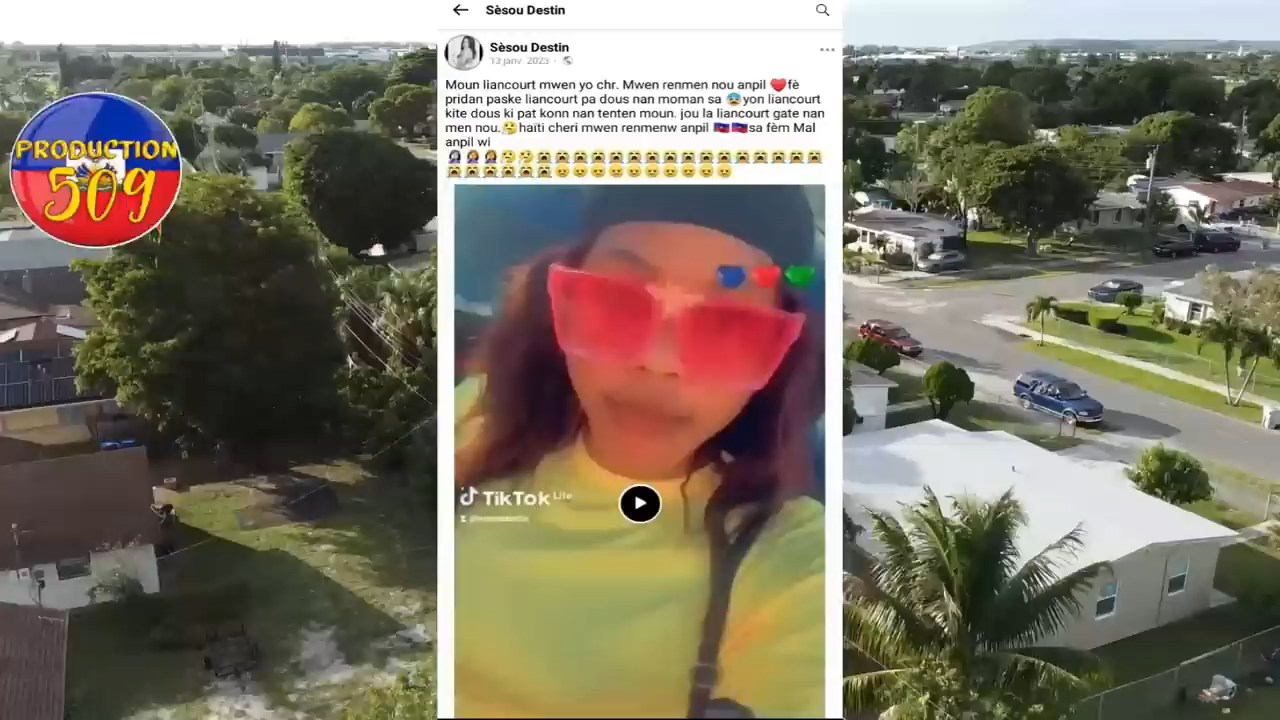 PRODUCTION
509
Sèsou Destin
Sèsou Destin
13 janv. 2023 ·
Moun liancourt mwen yo chr. Mwen renmen nou anpil ❤️fè
pridan paske liancourt pa dous nan moman sa 😨yon liancourt
kite dous ki pat konn nan tenten moun. jou la liancourt gate nan
men nou.🤔haïti cheri mwen renmenw anpil 🇭🇹🇭🇹sa fèm Mal
anpil wi
TikTok Lite